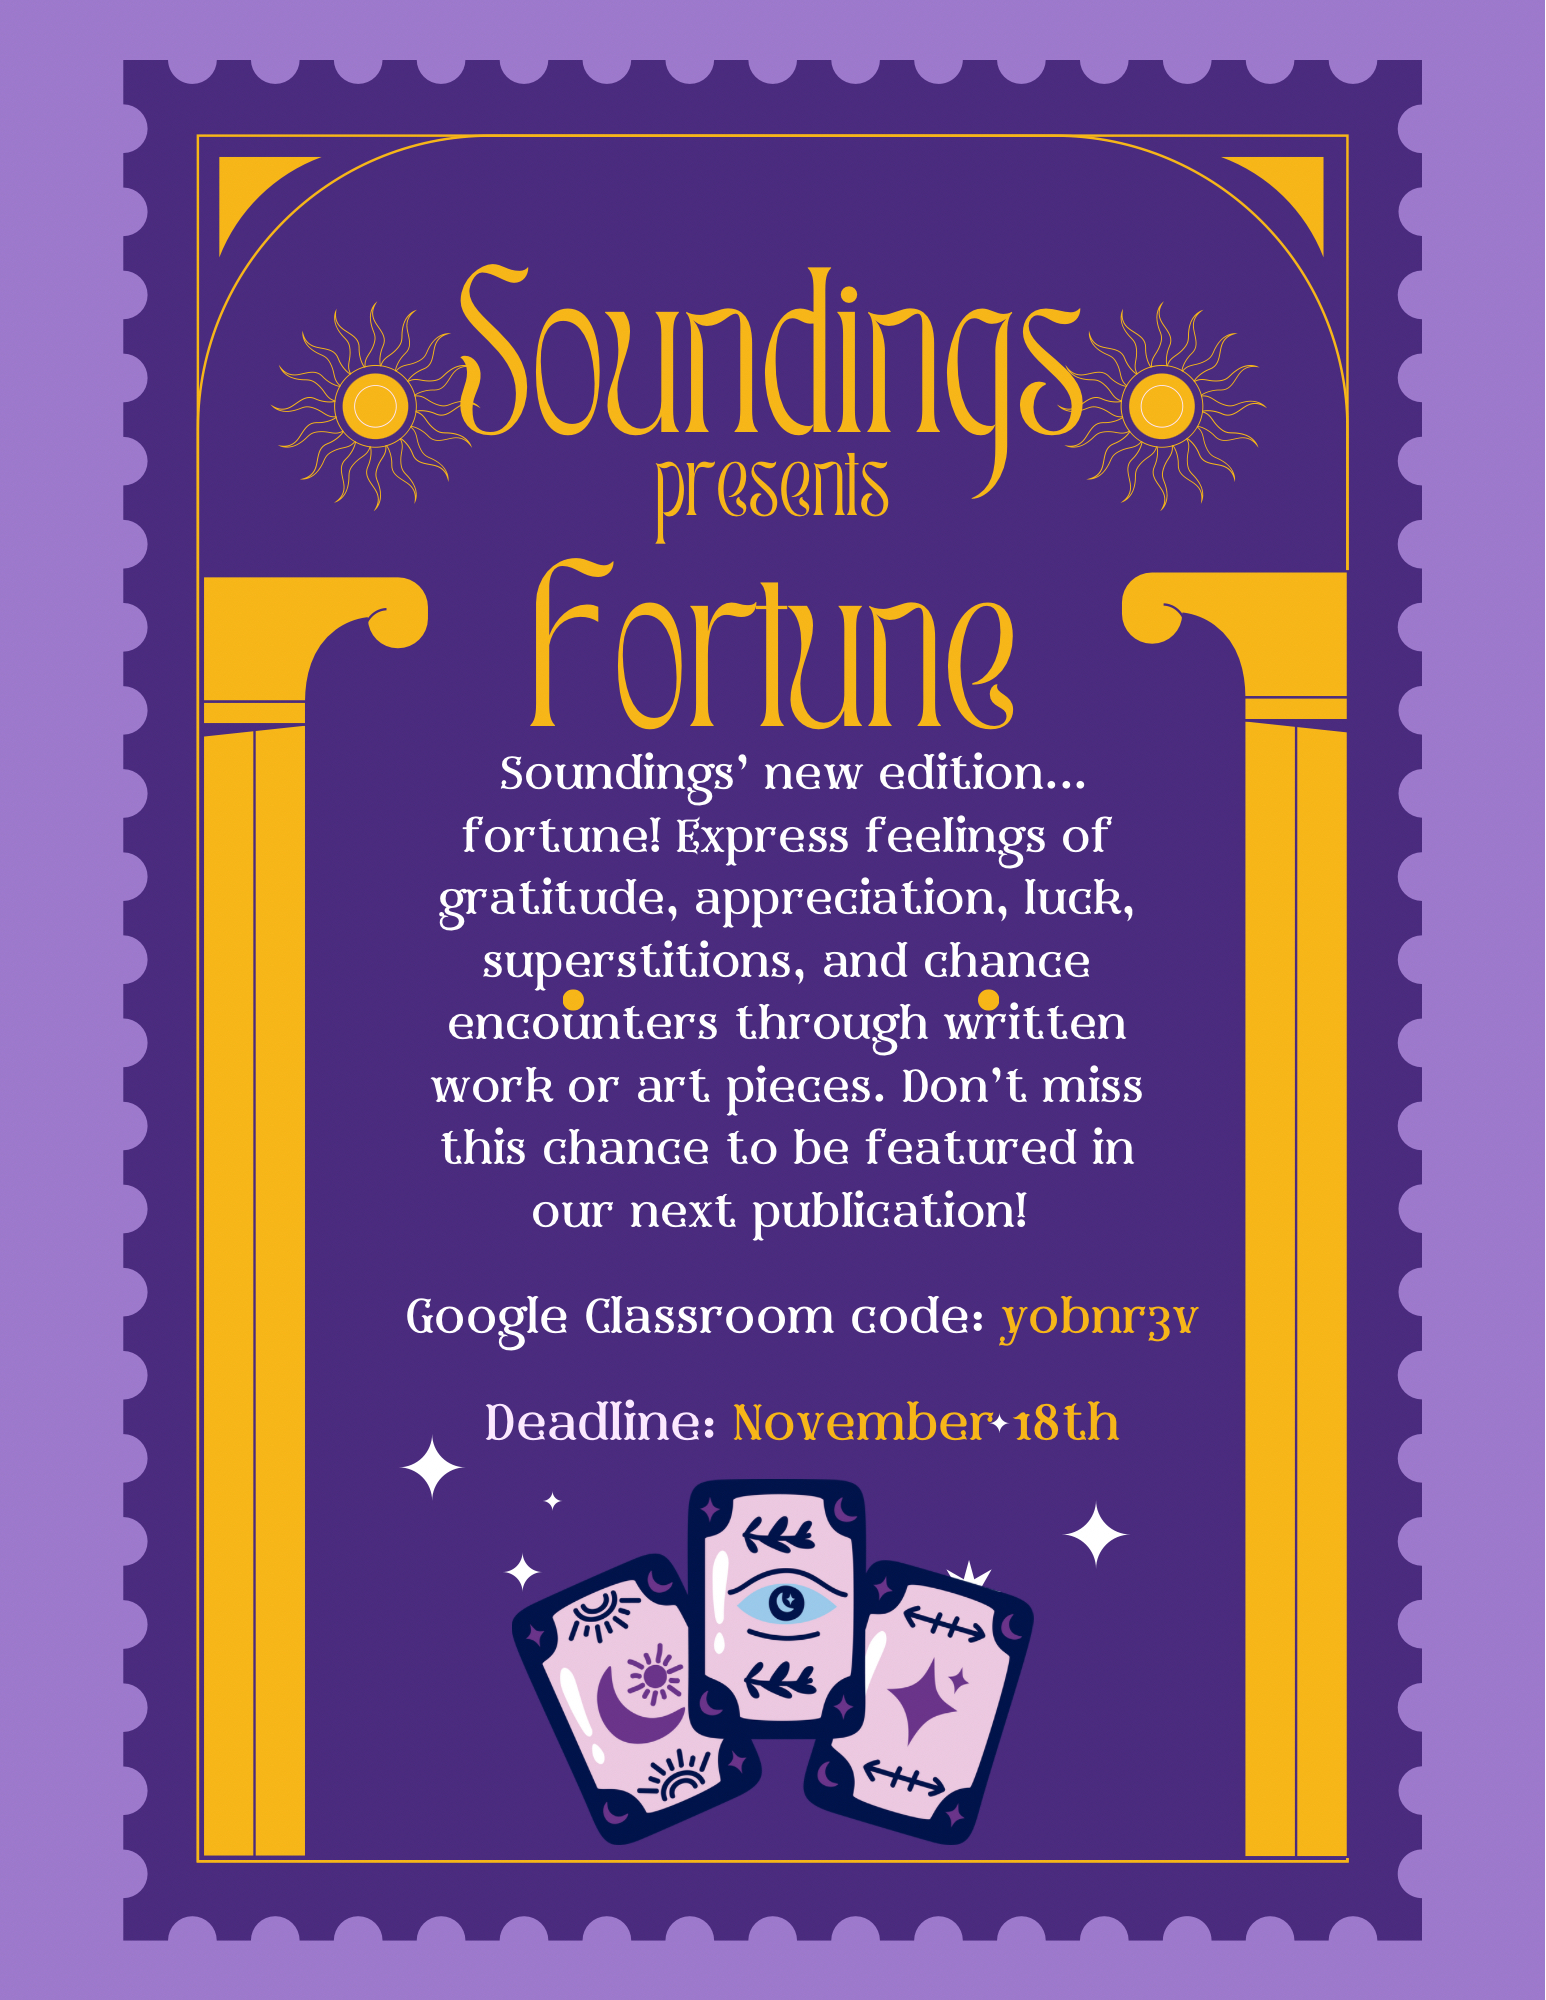 Soundings
presents
Fortune
Soundings’ new edition...
fortune! Express feelings of
gratitude, appreciation, luck,
superstitions, and chance
encounters through written
work or art pieces. Don’t miss
this chance to be featured in
our next publication!
Google Classroom code: yobnr3v
Deadline: November 18th